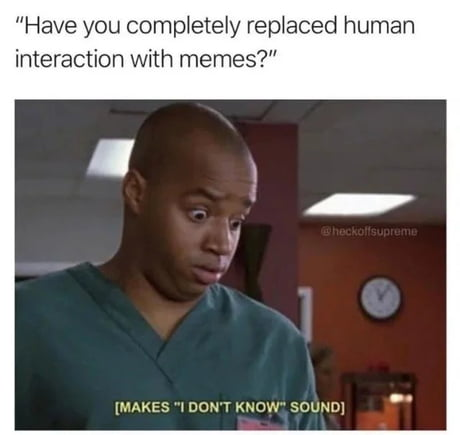 "Have you completely replaced human
interaction with memes?"
@heckoffsupreme
[MAKES "I DON'T KNOW" SOUND]